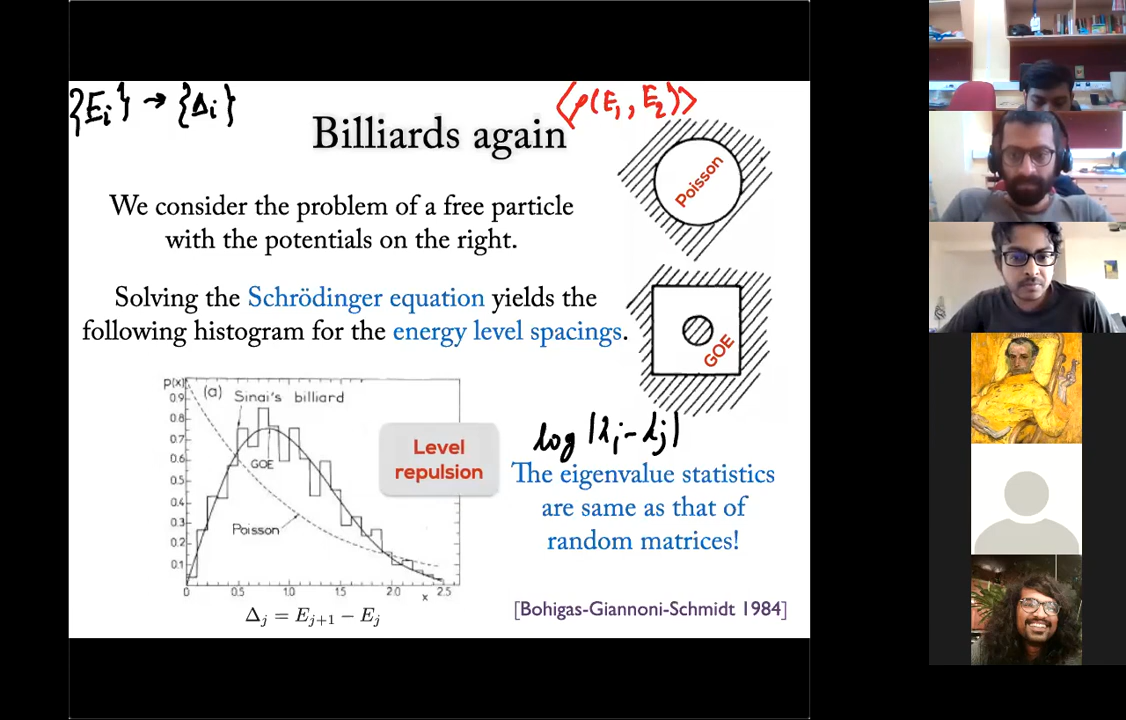 {E_i} → {Δ_i}
⟨ρ(E₁, E₂)⟩
Billiards again
We consider the problem of a free particle
with the potentials on the right.
Solving the Schrödinger equation yields the
following histogram for the energy level spacings.
Poisson
GOE
p(x)
(a) Sinai's billiard
GOE
Poisson
0.9
0.8
0.7
0.6
0.5
0.4
0.3
0.2
0.1
0 0.5 1.0 1.5 2.0 x 2.5
Level
repulsion
Δ_j = E_{j+1} − E_j
log |λ_i − λ_j|
The eigenvalue statistics
are same as that of
random matrices!
[Bohigas-Giannoni-Schmidt 1984]